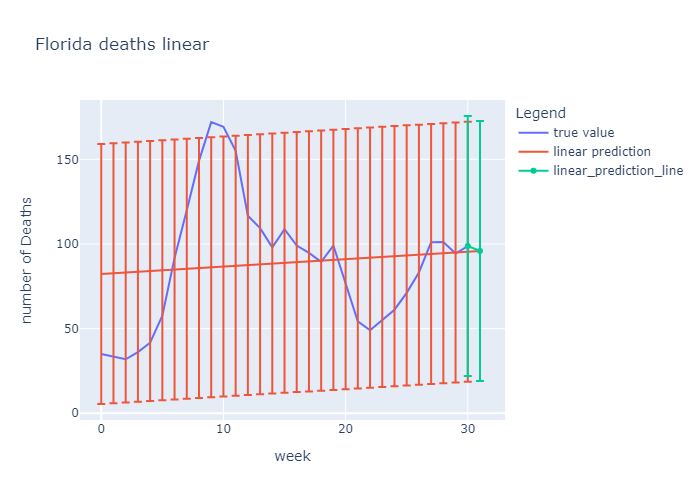 Florida deaths linear
Legend
true value
linear prediction
linear_prediction_line
number of Deaths
150
100
50
0
0 10 20 30
week